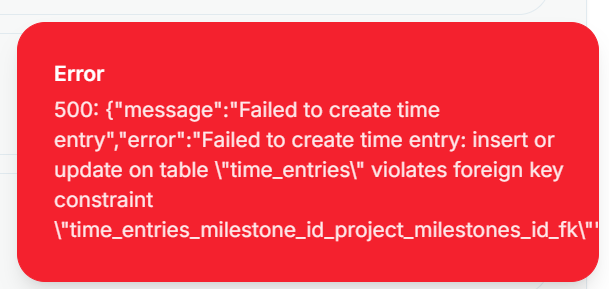 Error
500: {"message":"Failed to create time
entry","error":"Failed to create time entry: insert or
update on table \"time_entries\" violates foreign key
constraint
\"time_entries_milestone_id_project_milestones_id_fk\"